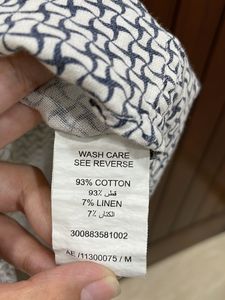 WASH CARE
SEE REVERSE
93% COTTON
قطن ٪93
7% LINEN
الكتان ٪7
300883581002
AE /11300075 / M